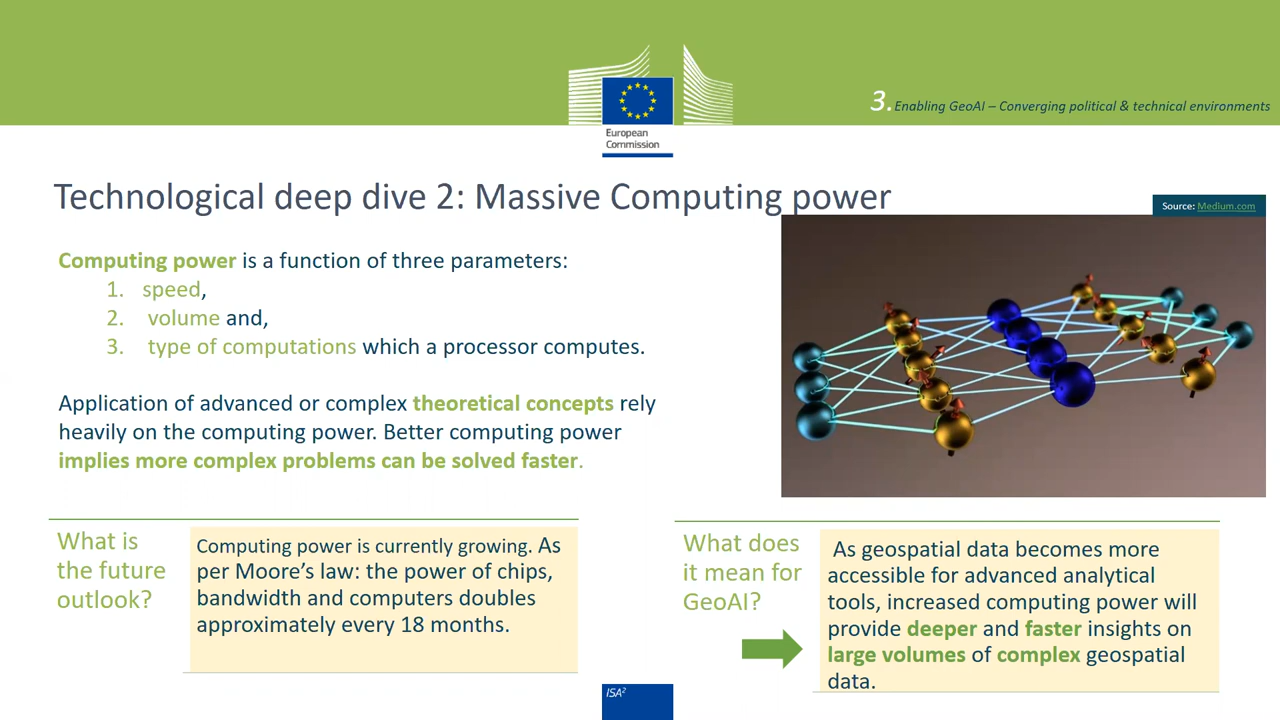 3. Enabling GeoAI – Converging political & technical environments
European
Commission
Technological deep dive 2: Massive Computing power
Source: Medium.com
Computing power is a function of three parameters:
1. speed,
2. volume and,
3. type of computations which a processor computes.
Application of advanced or complex theoretical concepts rely
heavily on the computing power. Better computing power
implies more complex problems can be solved faster.
What is
the future
outlook?
Computing power is currently growing. As
per Moore's law: the power of chips,
bandwidth and computers doubles
approximately every 18 months.
What does
it mean for
GeoAI?
As geospatial data becomes more
accessible for advanced analytical
tools, increased computing power will
provide deeper and faster insights on
large volumes of complex geospatial
data.
ISA²